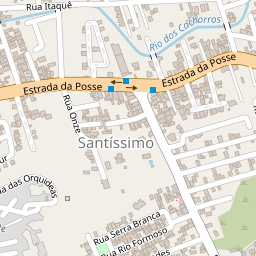 Rua Itaquê
Rio dos Cachorros
Estrada da Posse
Estrada da Posse
Rua Onze
Santíssimo
das Orquídeas
Rua Serra Branca
Rua Rio Formoso